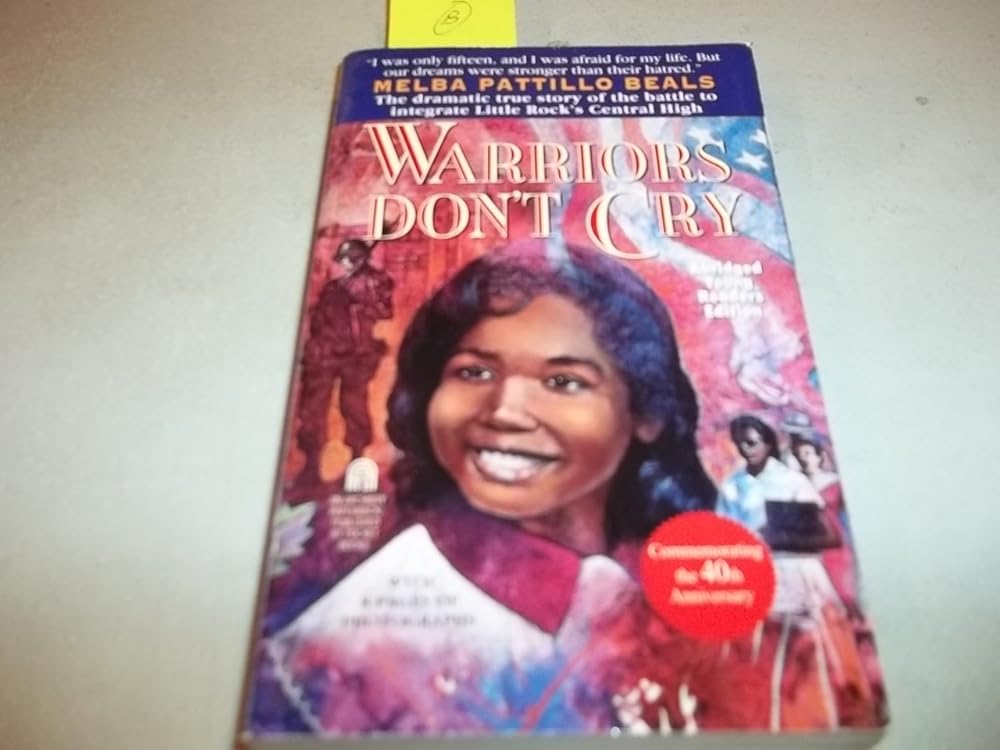 B
"I was only fifteen, and I was afraid for my life. But
our dreams were stronger than their hatred."
MELBA PATTILLO BEALS
The dramatic true story of the battle to
integrate Little Rock's Central High
WARRIORS
DON'T CRY
Abridged
Young
Readers
Edition
Commemorating
the 40th
Anniversary